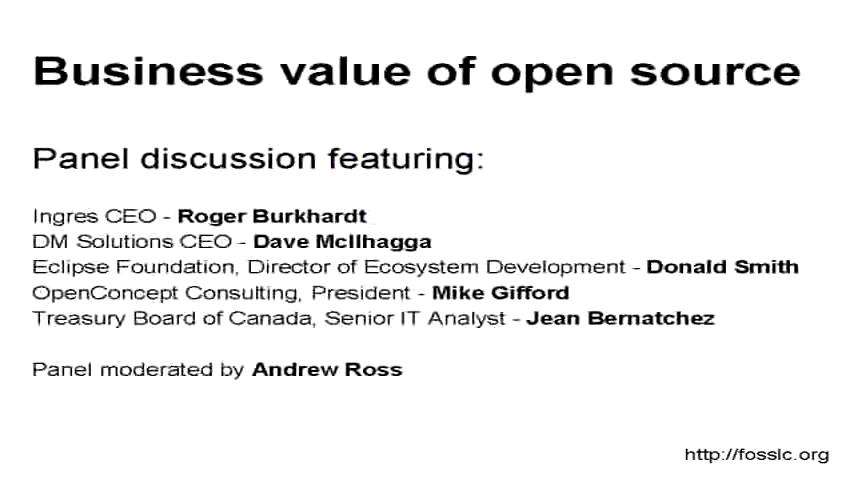 Business value of open source
Panel discussion featuring:
Ingres CEO - Roger Burkhardt
DM Solutions CEO - Dave McIlhagga
Eclipse Foundation, Director of Ecosystem Development - Donald Smith
OpenConcept Consulting, President - Mike Gifford
Treasury Board of Canada, Senior IT Analyst - Jean Bernatchez
Panel moderated by Andrew Ross
http://fosslc.org